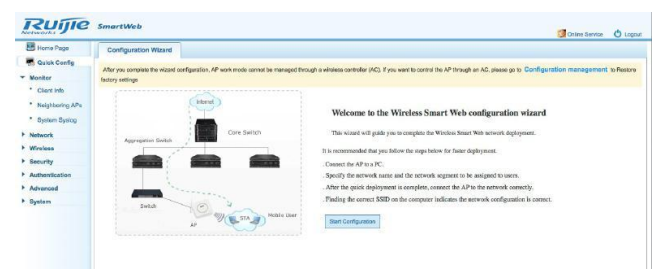 Ruijie SmartWeb
Networks
Online Service Logout
Home Page
Quick Config
Monitor
Client Info
Neighboring APs
System Syslog
Network
Wireless
Security
Authentication
Advanced
System
Configuration Wizard
After you complete the wizard configuration, AP work mode cannot be managed through a wireless controller (AC). If you want to control the AP through an AC, please go to Configuration management to Restore
factory settings
Internet
Core Switch
Aggregation Switch
Switch
AP
STA
Mobile User
Welcome to the Wireless Smart Web configuration wizard
This wizard will guide you to complete the Wireless Smart Web network deployment.
It is recommended that you follow the steps below for faster deployment.
. Connect the AP to a PC.
. Specify the network name and the network segment to be assigned to users.
. After the quick deployment is complete, connect the AP to the network correctly.
. Finding the correct SSID on the computer indicates the network configuration is correct.
Start Configuration